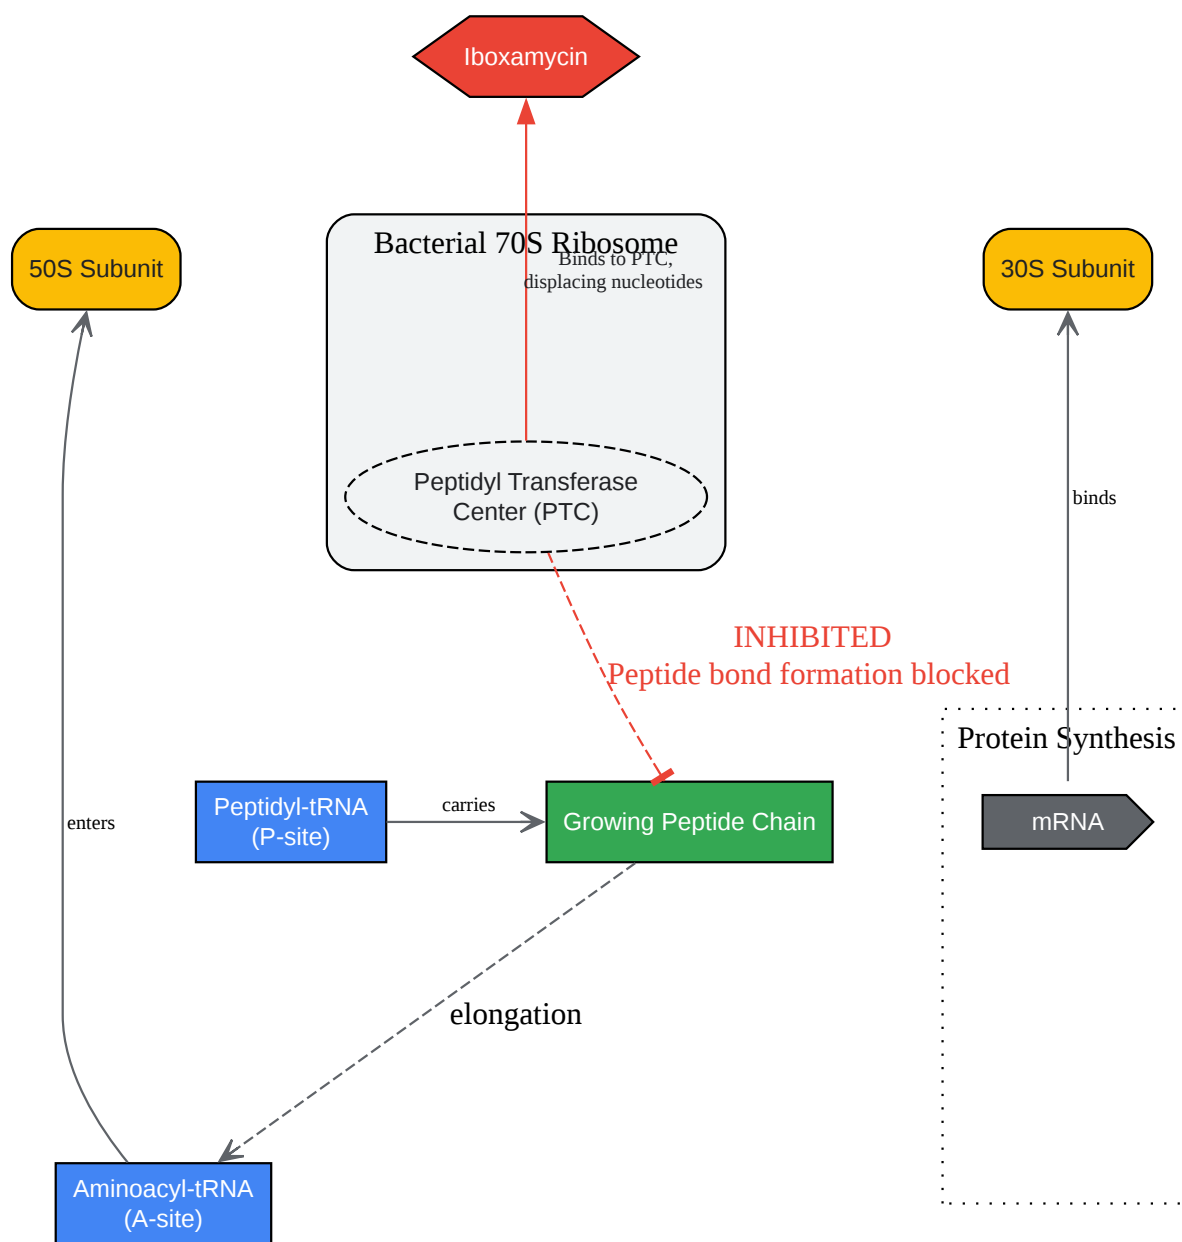 Iboxamycin
50S Subunit
Bacterial 70S Ribosome
Binds to PTC,
displacing nucleotides
30S Subunit
Peptidyl Transferase
Center (PTC)
binds
INHIBITED
Peptide bond formation blocked
Protein Synthesis
enters
Peptidyl-tRNA
(P-site)
carries
Growing Peptide Chain
mRNA
elongation
Aminoacyl-tRNA
(A-site)